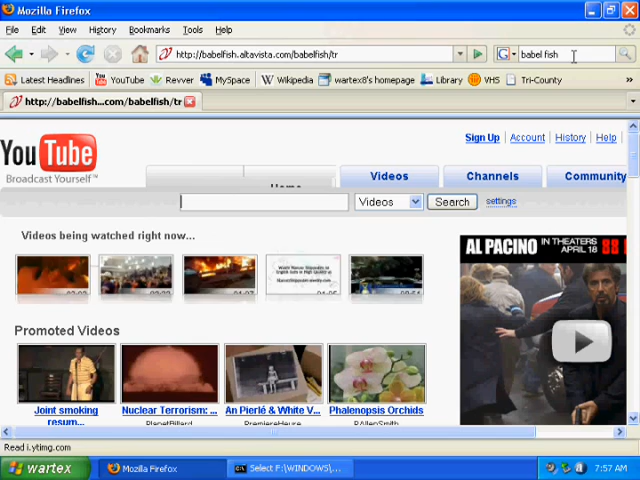 Mozilla Firefox
File Edit View History Bookmarks Tools Help
http://babelfish.altavista.com/babelfish/tr
babel fish
Latest Headlines YouTube Revver MySpace Wikipedia wartex8's homepage Library VHS Tri-County
http://babelfish...com/babelfish/tr
YouTube
Broadcast Yourself™
Sign Up Account History Help
Home Videos Channels Community
Videos Search settings
Videos being watched right now...
AL PACINO IN THEATERS APRIL 18 88
Promoted Videos
Joint smoking resum...
Nuclear Terrorism: ...
PlanetBillard
An Pierlé & White V...
PremiereHeure
Phalenopsis Orchids
RAllenSmith
Read i.ytimg.com
wartex Mozilla Firefox Select F:\WINDOWS\... 7:57 AM